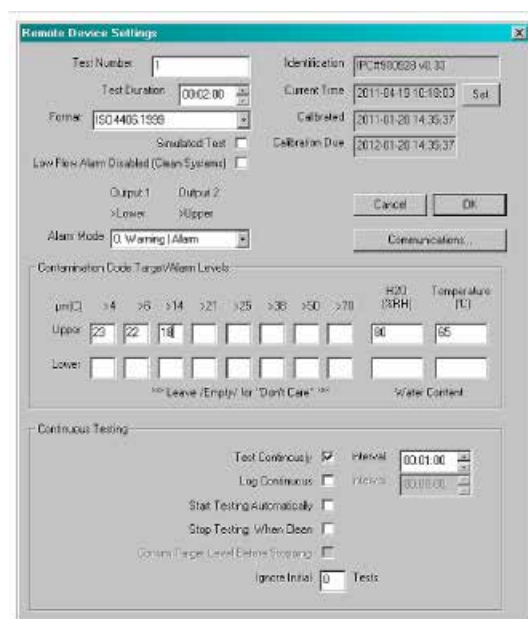 Remote Device Settings
Test Number 1 Identification IPC#980928 v0.33
Test Duration 00:02:00 Current Time 2011-04-19 10:19:03 Set
Format ISO4406:1999 Calibrated 2011-01-20 14:35:37
Simulated Test Calibration Due 2012-01-20 14:35:37
Low Flow Alarm Disabled (Clean Systems)
Output 1 Output 2
>Lower >Upper Cancel OK
Alarm Mode 0. Warning | Alarm Communications...
Contamination Code Target/Alarm Levels
H2O Temperature
µm(C) >4 >6 >14 >21 >25 >38 >50 >70 (%RH) (°C)
Upper 23 22 18 80 65
Lower
*** Leave /Empty/ for "Don't Care" *** Water Content
Continuous Testing
Test Continously Interval 00:01:00
Log Continuous Interval 00:00:00
Start Testing Automatically
Stop Testing When Clean
Confirm Target Level Before Stopping
Ignore Initial 0 Tests